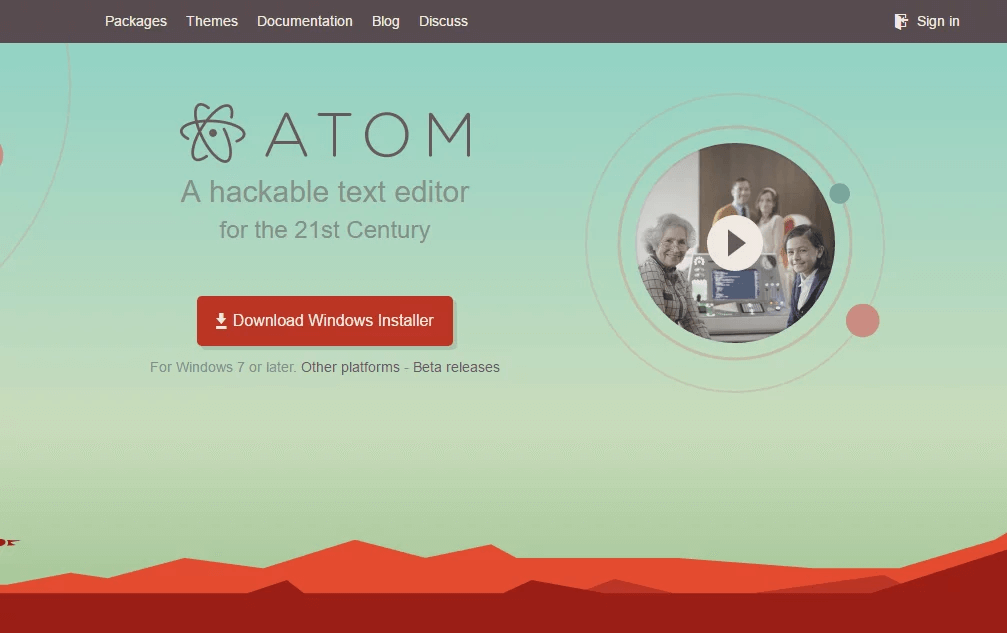 Packages Themes Documentation Blog Discuss Sign in
ATOM
A hackable text editor
for the 21st Century
Download Windows Installer
For Windows 7 or later. Other platforms - Beta releases